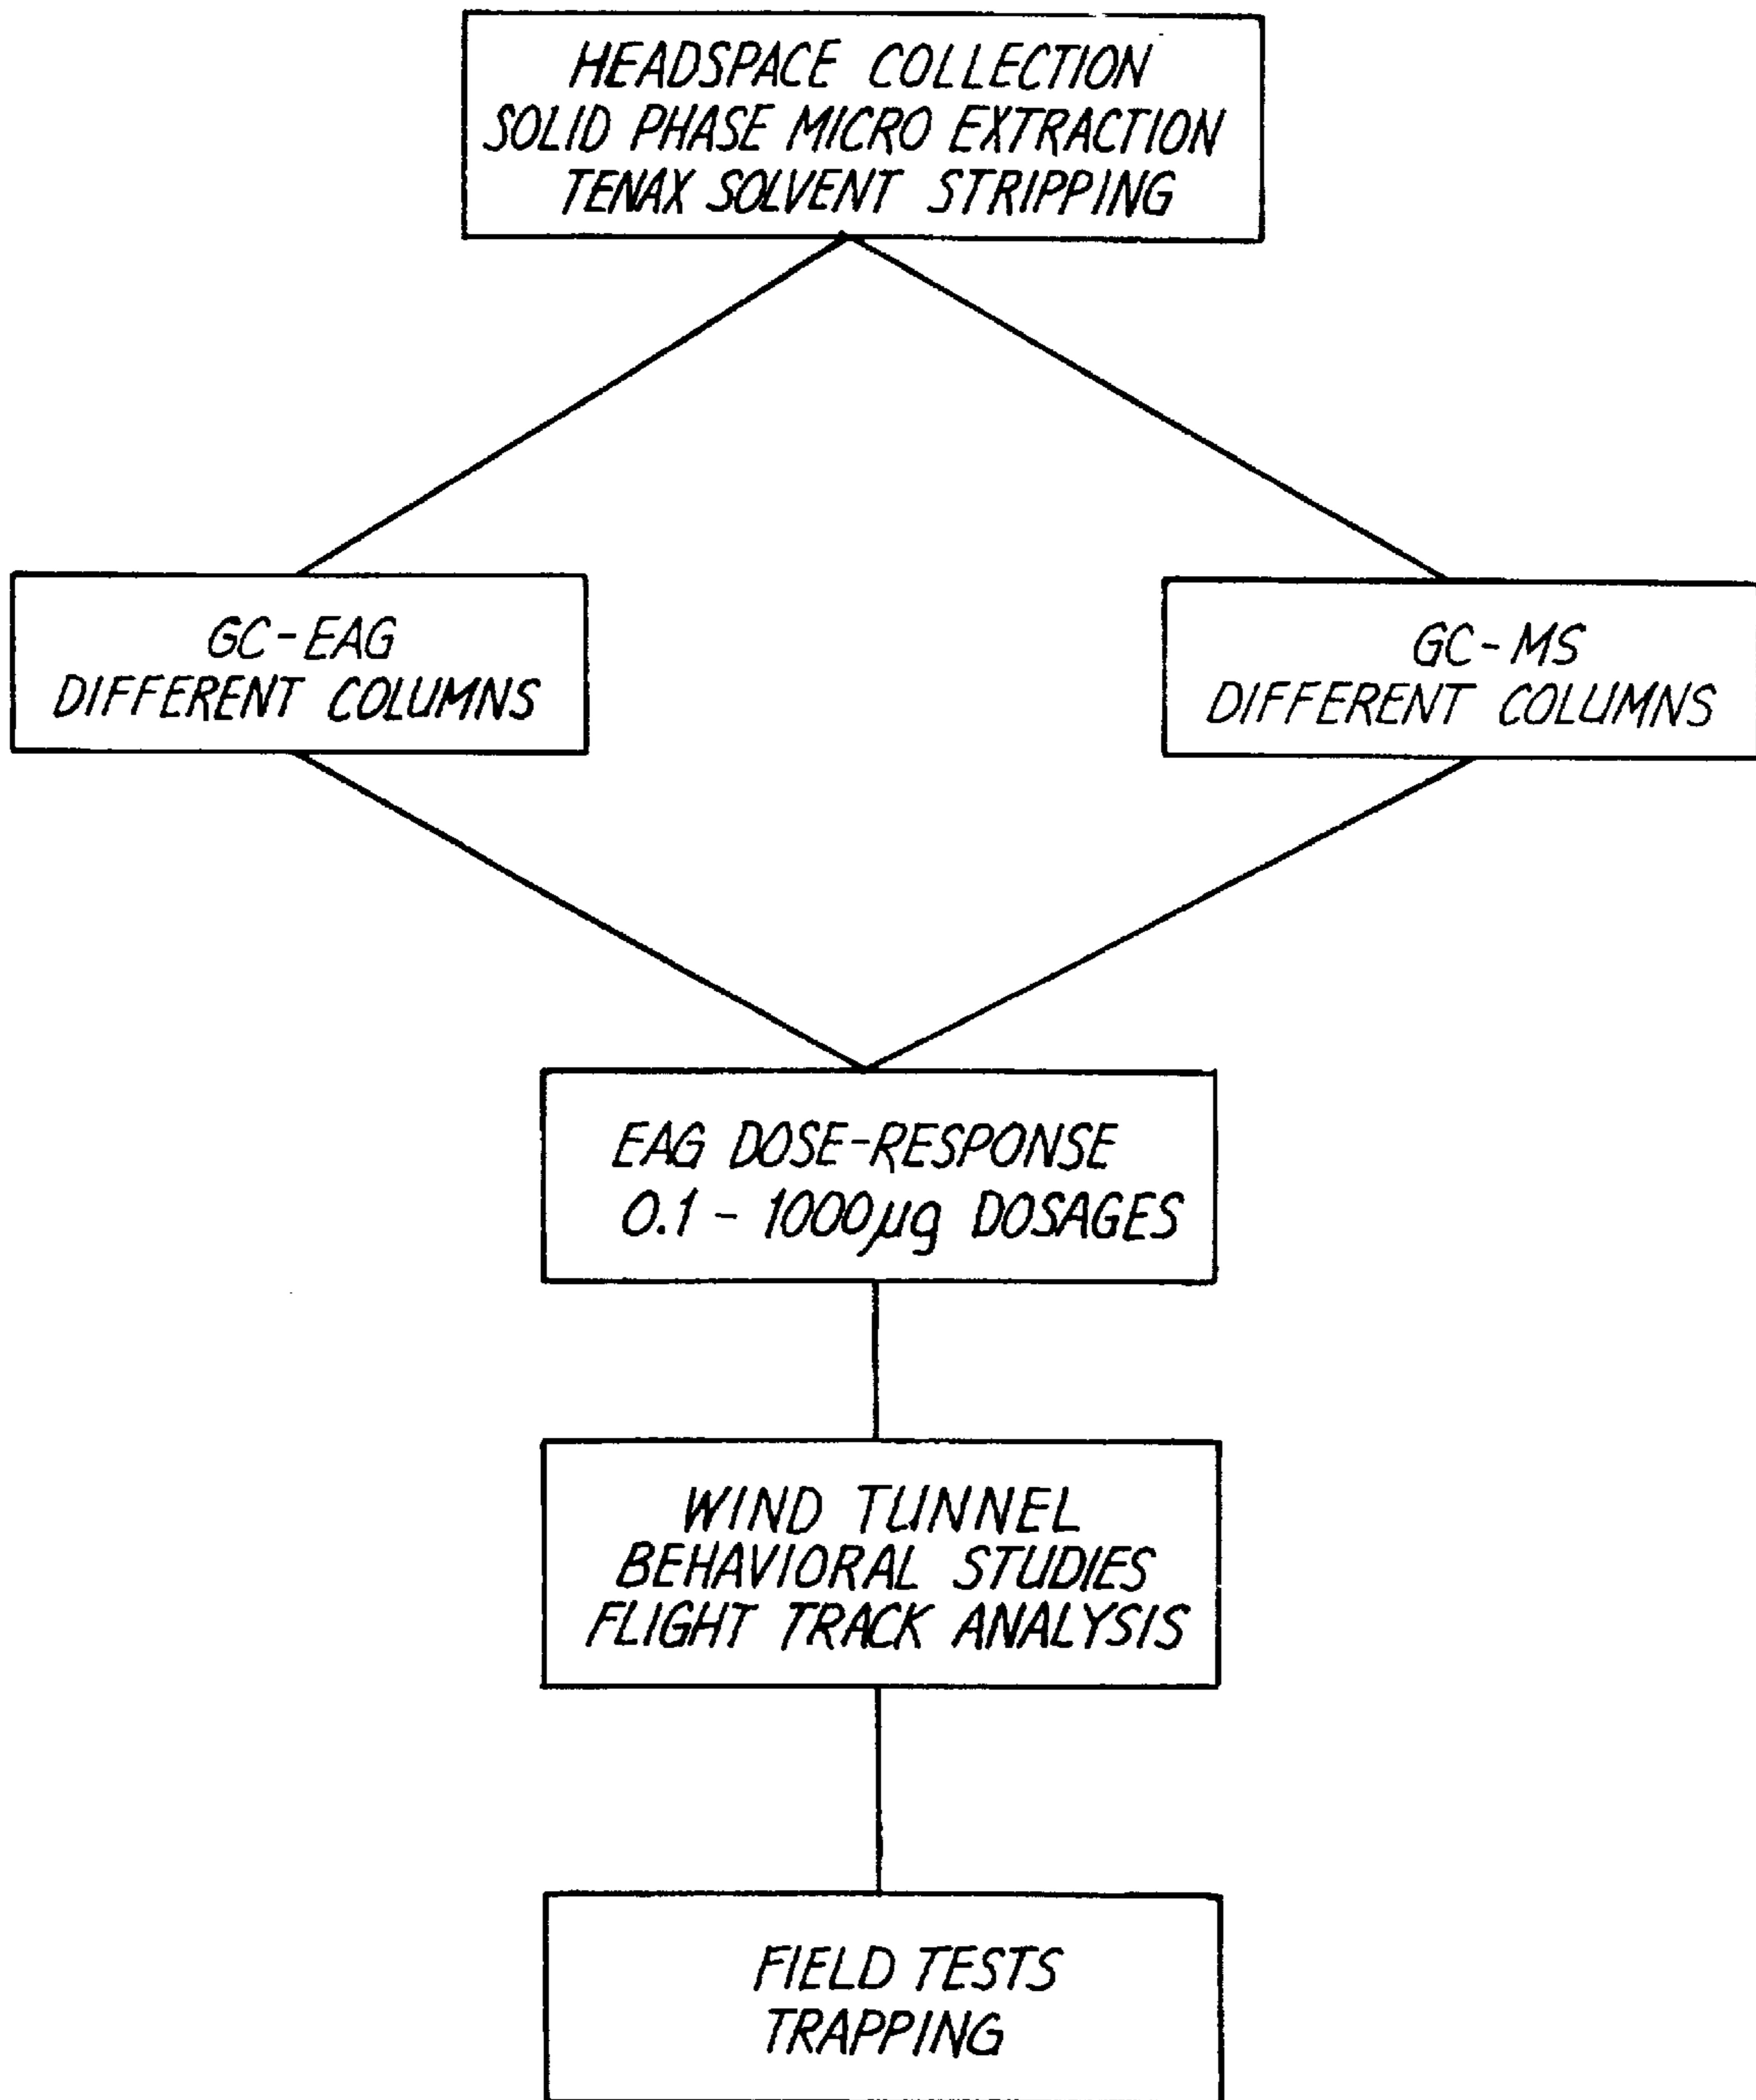 HEADSPACE COLLECTION
SOLID PHASE MICRO EXTRACTION
TENAX SOLVENT STRIPPING
GC-EAG
DIFFERENT COLUMNS
GC-MS
DIFFERENT COLUMNS
EAG DOSE-RESPONSE
0.1 - 1000µg DOSAGES
WIND TUNNEL
BEHAVIORAL STUDIES
FLIGHT TRACK ANALYSIS
FIELD TESTS
TRAPPING